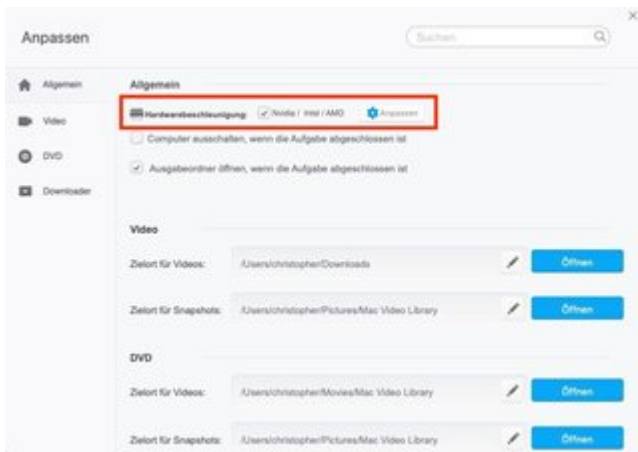 Anpassen
Suchen
Allgemein
Video
DVD
Downloader
Allgemein
Hardwarebeschleunigung: Nvidia / Intel / AMD Anpassen
Computer ausschalten, wenn die Aufgabe abgeschlossen ist
Ausgabeordner öffnen, wenn die Aufgabe abgeschlossen ist
Video
Zielort für Videos: /Users/christopher/Downloads Öffnen
Zielort für Snapshots: /Users/christopher/Pictures/Mac Video Library Öffnen
DVD
Zielort für Videos: /Users/christopher/Movies/Mac Video Library Öffnen
Zielort für Snapshots: /Users/christopher/Pictures/Mac Video Library Öffnen